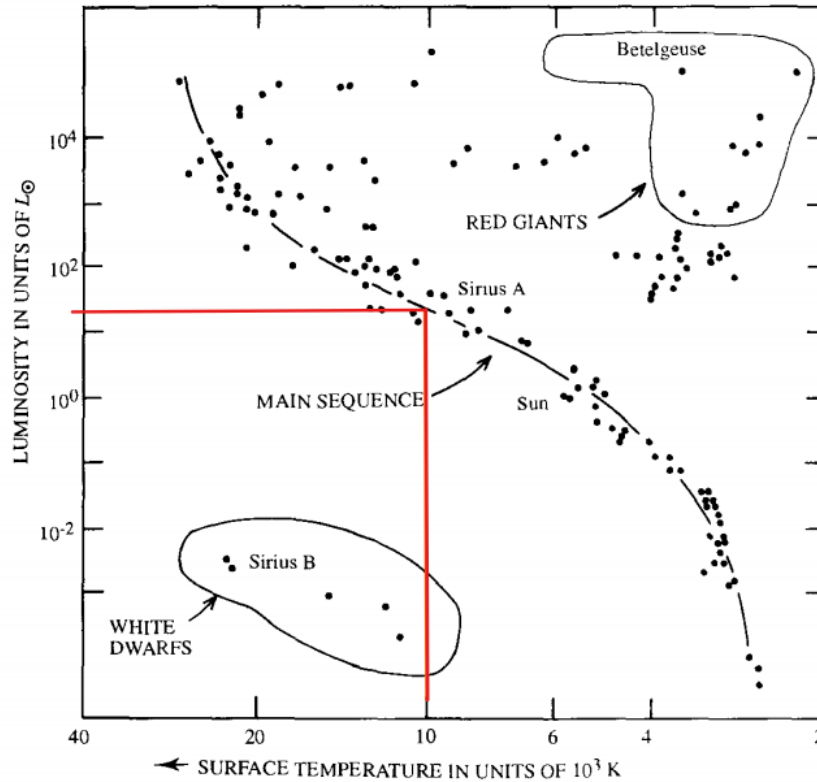 LUMINOSITY IN UNITS OF L☉
10⁴
10²
10⁰
10⁻²
Betelgeuse
RED GIANTS
Sirius A
MAIN SEQUENCE
Sun
Sirius B
WHITE
DWARFS
40 20 10 6 4 2
SURFACE TEMPERATURE IN UNITS OF 10³ K